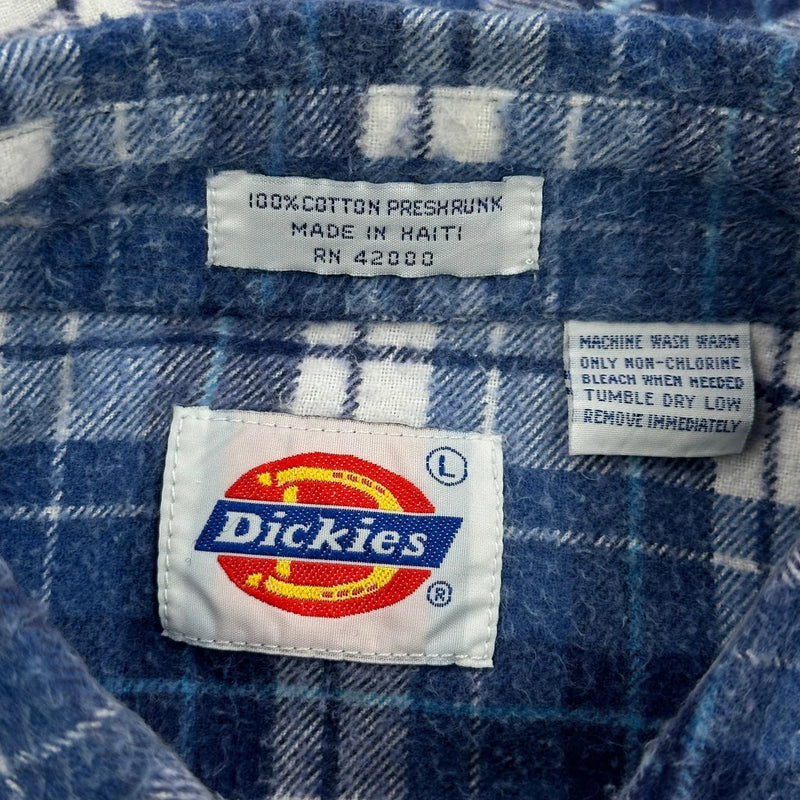 100% COTTON PRESHRUNK
MADE IN HAITI
RN 42000
MACHINE WASH WARM
ONLY NON-CHLORINE
BLEACH WHEN NEEDED
TUMBLE DRY LOW
REMOVE IMMEDIATELY
L
Dickies
®